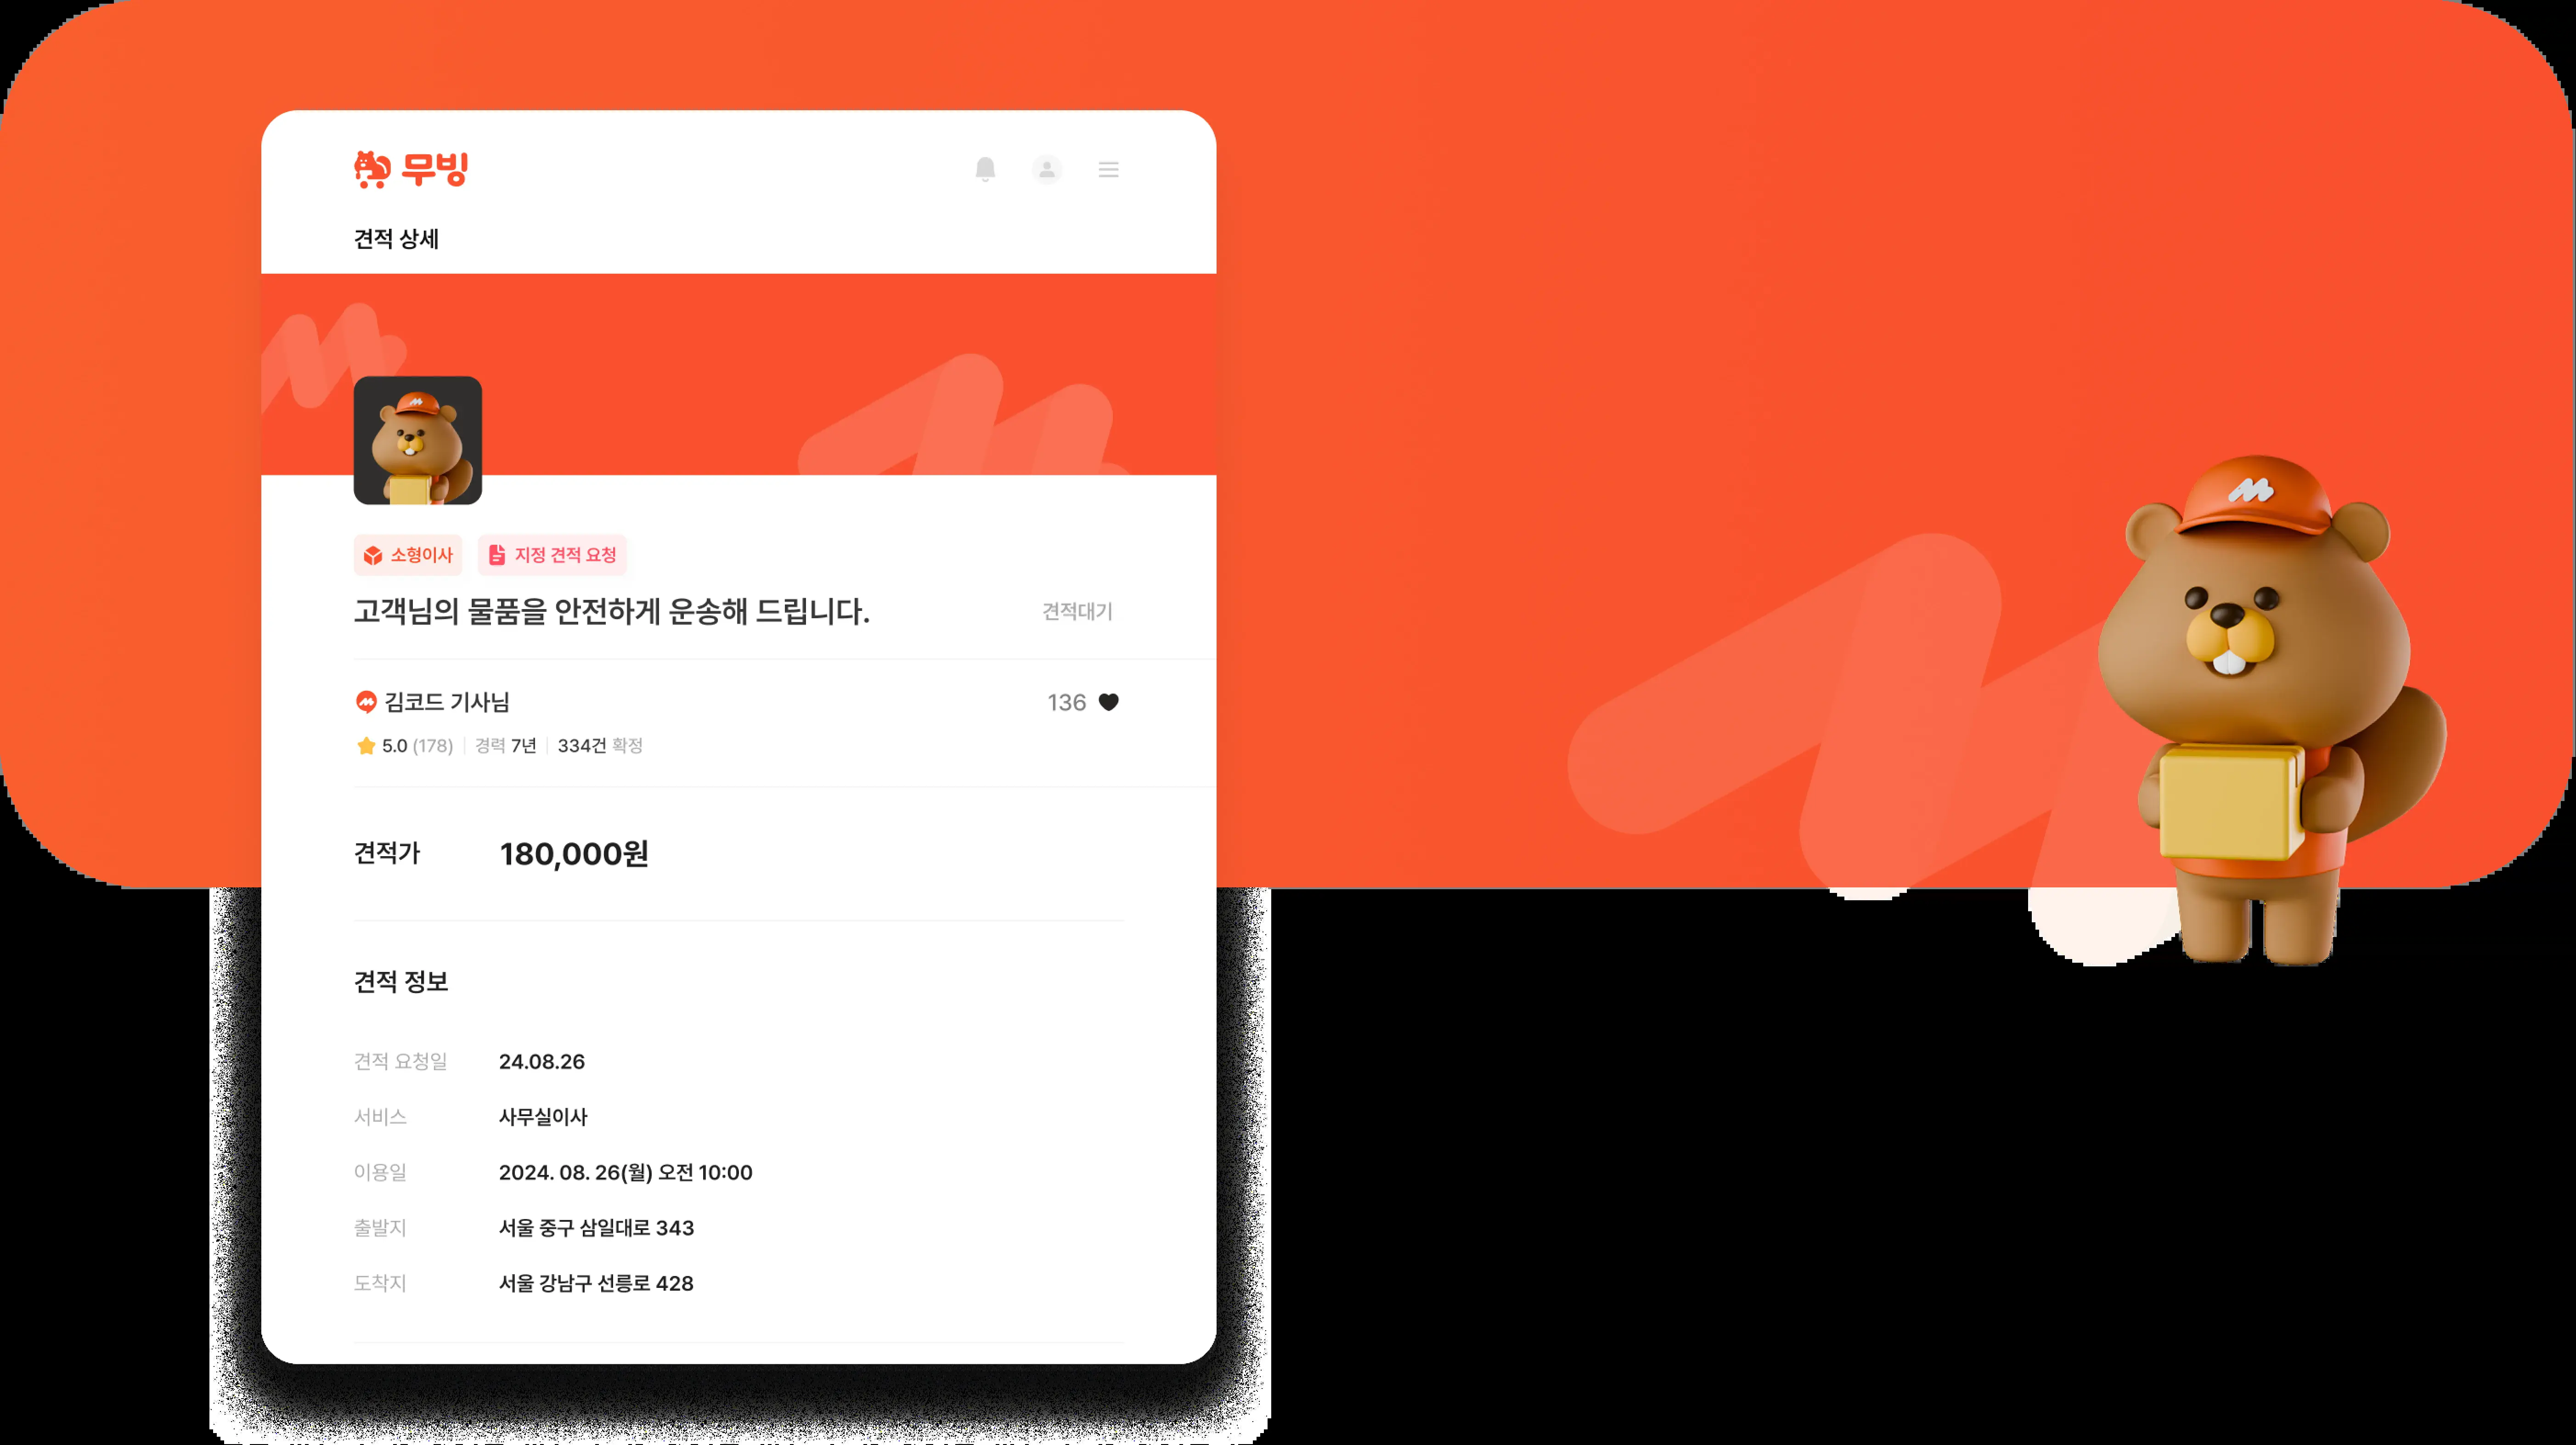 무빙
견적 상세
소형이사 지정 견적 요청
고객님의 물품을 안전하게 운송해 드립니다. 견적대기
김코드 기사님 136
5.0 (178) 경력 7년 334건 확정
견적가 180,000원
견적 정보
견적 요청일 24.08.26
서비스 사무실이사
이용일 2024. 08. 26(월) 오전 10:00
출발지 서울 중구 삼일대로 343
도착지 서울 강남구 선릉로 428